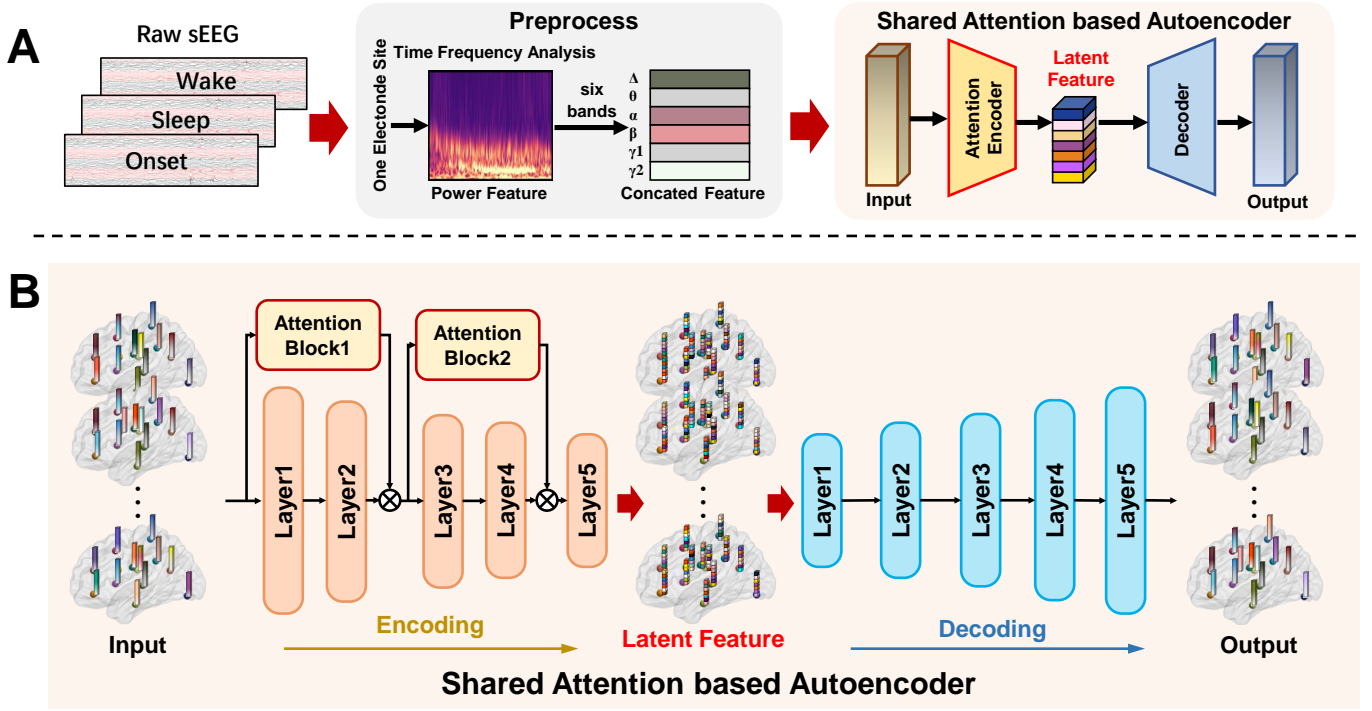 A
Raw sEEG
Wake
Sleep
Onset
Preprocess
One Electonde Site
Time Frequency Analysis
Power Feature
six
bands
Δ
θ
α
β
γ1
γ2
Concated Feature
Shared Attention based Autoencoder
Input
Attention
Encoder
Latent
Feature
Decoder
Output
B
Attention
Block1
Attention
Block2
Layer1
Layer2
Layer3
Layer4
Layer5
Layer1
Layer2
Layer3
Layer4
Layer5
Input
Encoding
Latent Feature
Decoding
Output
Shared Attention based Autoencoder